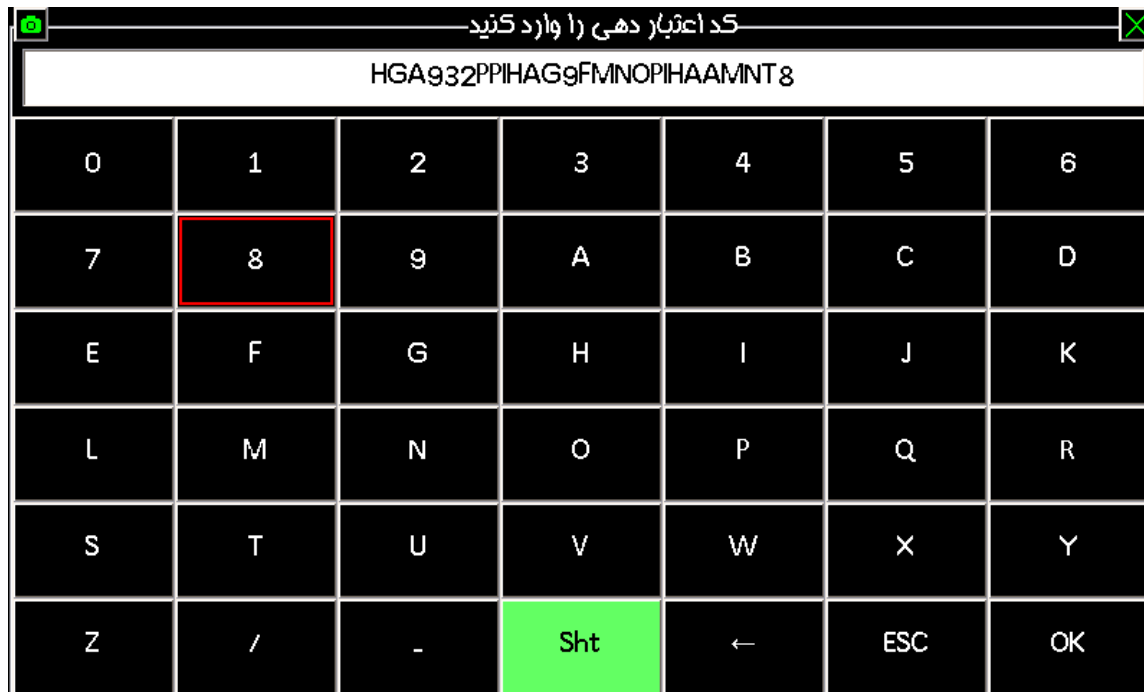 کد اعتبار دهی را وارد کنید
HGA932PPIHAG9FMNOPIHAAMNT8
0 1 2 3 4 5 6
7 8 9 A B C D
E F G H I J K
L M N O P Q R
S T U V W X Y
Z / - Sht ← ESC OK